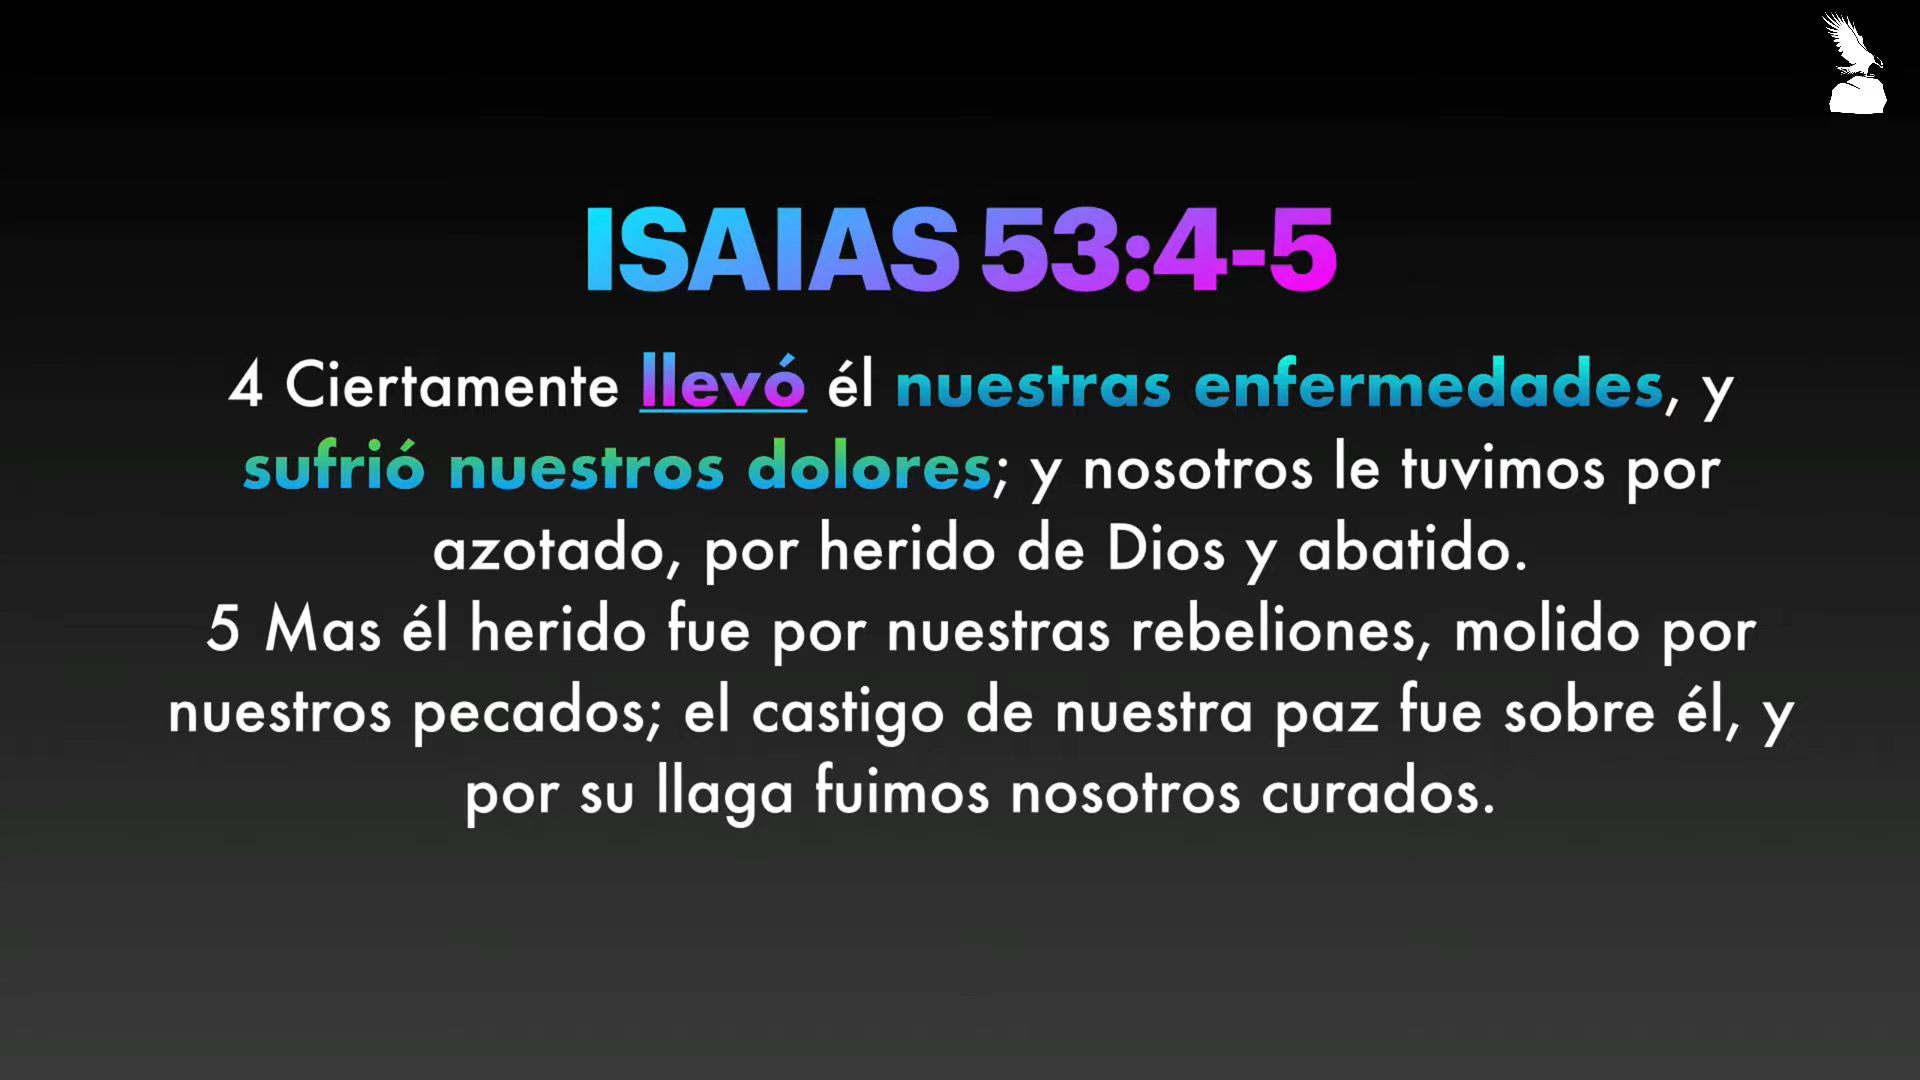 ISAIAS 53:4-5
4 Ciertamente llevó él nuestras enfermedades, y
sufrió nuestros dolores; y nosotros le tuvimos por
azotado, por herido de Dios y abatido.
5 Mas él herido fue por nuestras rebeliones, molido por
nuestros pecados; el castigo de nuestra paz fue sobre él, y
por su llaga fuimos nosotros curados.